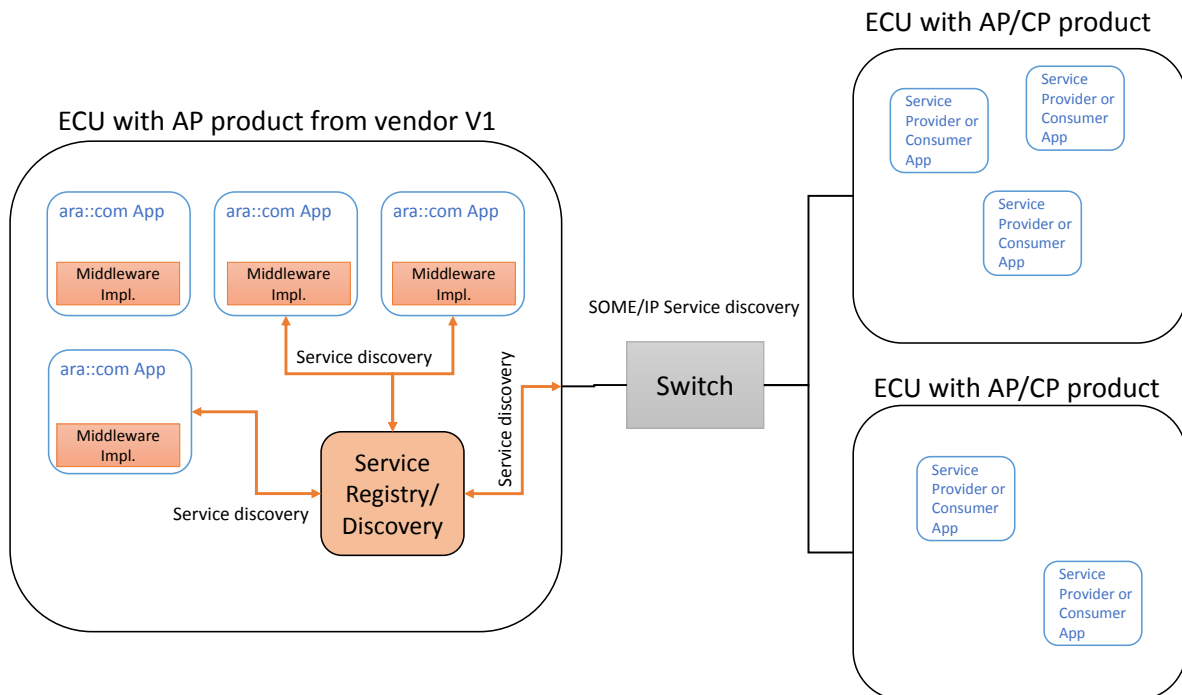 ECU with AP product from vendor V1
ara::com App
Middleware
Impl.
ara::com App
Middleware
Impl.
ara::com App
Middleware
Impl.
Service discovery
ara::com App
Middleware
Impl.
Service discovery
Service
Registry/
Discovery
Service discovery
SOME/IP Service discovery
Switch
ECU with AP/CP product
Service
Provider or
Consumer
App
Service
Provider or
Consumer
App
Service
Provider or
Consumer
App
ECU with AP/CP product
Service
Provider or
Consumer
App
Service
Provider or
Consumer
App